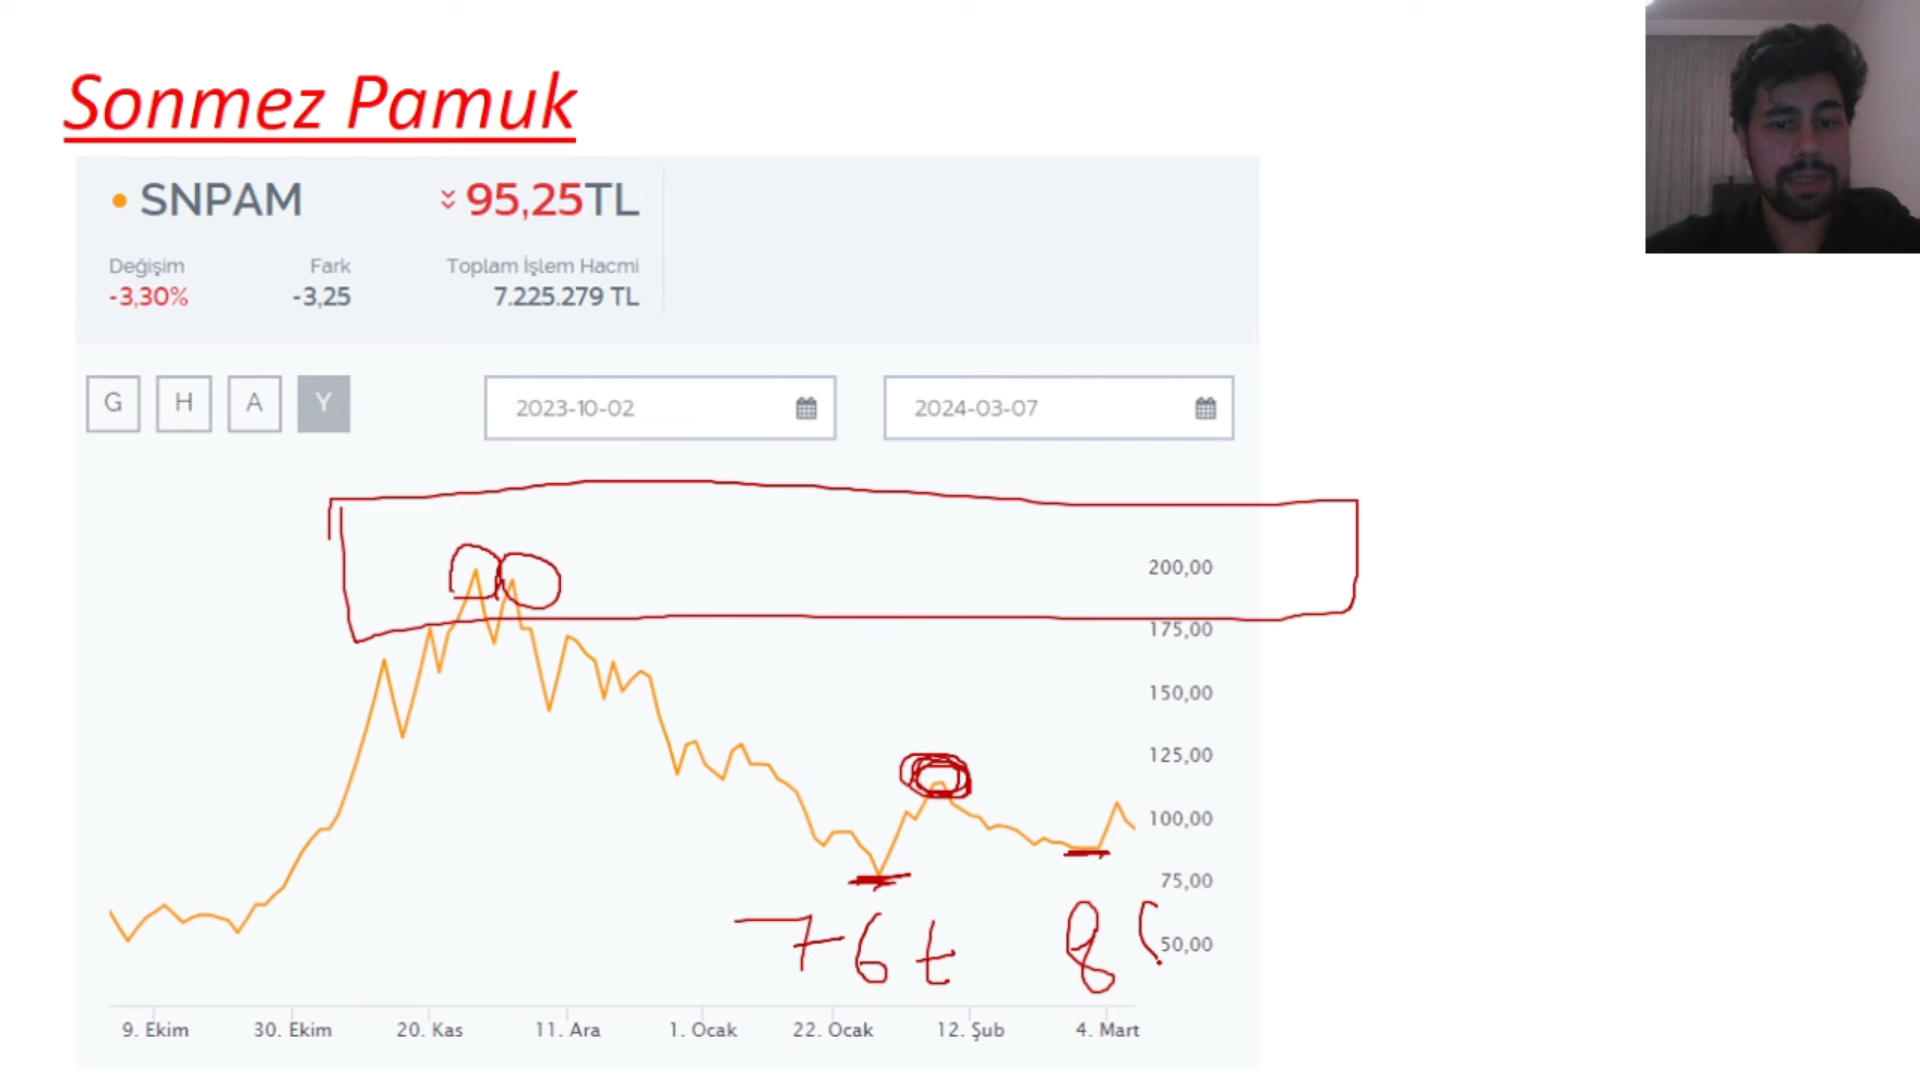 Sonmez Pamuk
SNPAM 95,25TL
Değişim Fark Toplam İşlem Hacmi
-3,30% -3,25 7.225.279 TL
G H A Y 2023-10-02 2024-03-07
200,00
175,00
150,00
125,00
100,00
75,00
76t 8
50,00
9. Ekim 30. Ekim 20. Kas 11. Ara 1. Ocak 22. Ocak 12. Şub 4. Mart